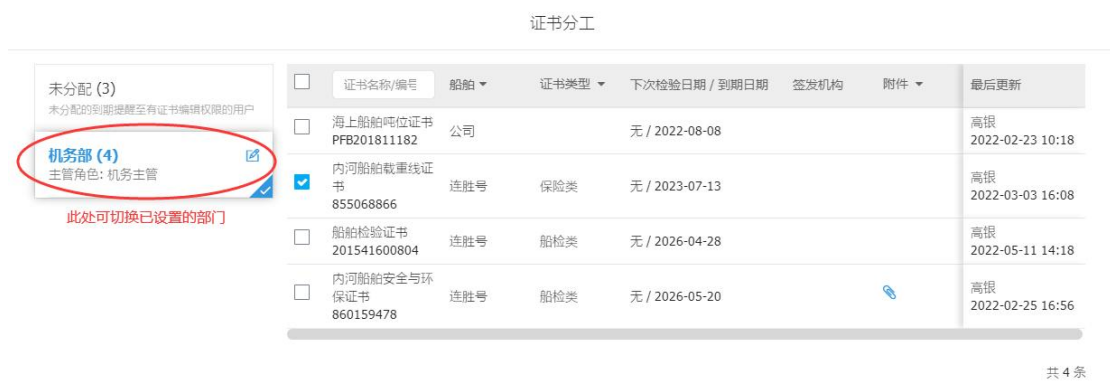 证书分工
未分配 (3)
未分配的到期提醒至有证书编辑权限的用户
机务部 (4)
主管角色: 机务主管
此处可切换已设置的部门
证书名称/编号 船舶 证书类型 下次检验日期 / 到期日期 签发机构 附件 最后更新
海上船舶吨位证书
PFB201811182
公司 无 / 2022-08-08
高银
2022-02-23 10:18
内河船舶载重线证
书
855068866
连胜号 保险类 无 / 2023-07-13
高银
2022-03-03 16:08
船舶检验证书
201541600804
连胜号 船检类 无 / 2026-04-28
高银
2022-05-11 14:18
内河船舶安全与环
保证书
860159478
连胜号 船检类 无 / 2026-05-20
高银
2022-02-25 16:56
共 4 条